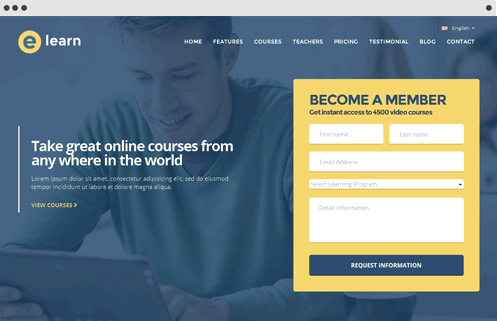 English
e learn
HOME FEATURES COURSES TEACHERS PRICING TESTIMONIAL BLOG CONTACT
BECOME A MEMBER
Get instant access to 4500 video courses
First name Last name
Email Address
Select Learning Program
Detail Information
REQUEST INFORMATION
Take great online courses from
any where in the world
Lorem ipsum dolor sit amet, consectetur adipisicing elit, sed do eiusmod
tempor incididunt ut labore et dolore magna aliqua.
VIEW COURSES